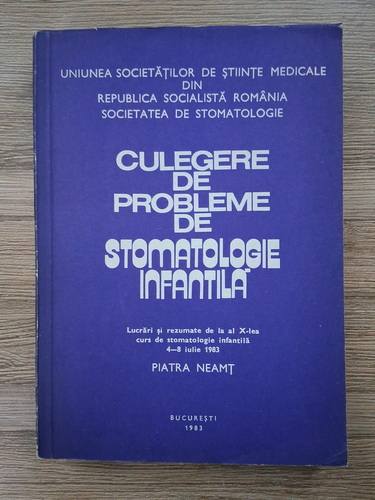 UNIUNEA SOCIETĂȚILOR DE ȘTIINȚE MEDICALE
DIN
REPUBLICA SOCIALISTĂ ROMÂNIA
SOCIETATEA DE STOMATOLOGIE
CULEGERE
DE
PROBLEME
DE
STOMATOLOGIE
INFANTILĂ
Lucrări și rezumate de la al X-lea
curs de stomatologie infantilă
4—8 iulie 1983
PIATRA NEAMȚ
BUCUREȘTI
1983